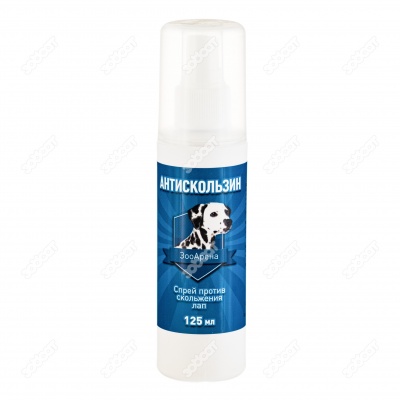 АНТИСКОЛЬЗИН
ЗооАрена
Спрей против
скольжения
лап
125 мл